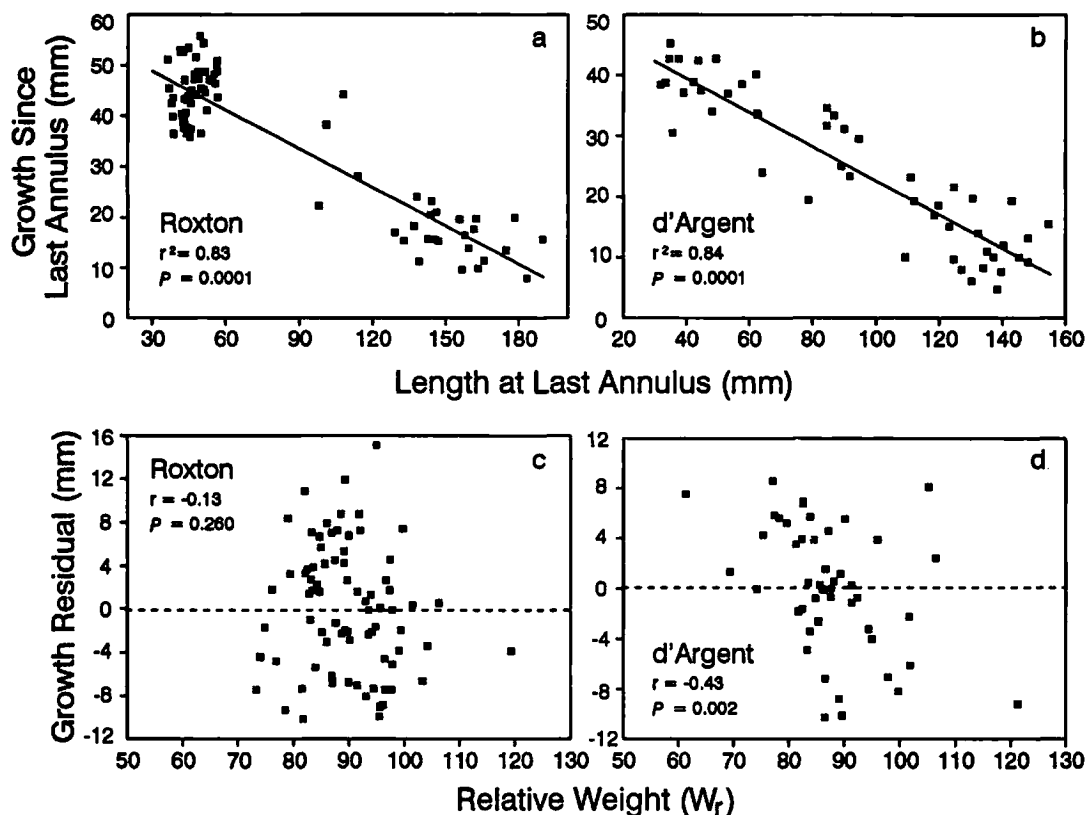 Growth Since
Last Annulus (mm)
60
50
40
30
20
10
0
a
Roxton
r² = 0.83
P = 0.0001
30
60
90
120
150
180
50
40
30
20
10
0
b
d'Argent
r² = 0.84
P = 0.0001
20
40
60
80
100
120
140
160
Length at Last Annulus (mm)
Growth Residual (mm)
16
12
8
4
0
-4
-8
-12
c
Roxton
r = -0.13
P = 0.260
50
60
70
80
90
100
110
120
130
12
8
4
0
-4
-8
-12
d
d'Argent
r = -0.43
P = 0.002
50
60
70
80
90
100
110
120
130
Relative Weight (Wr)